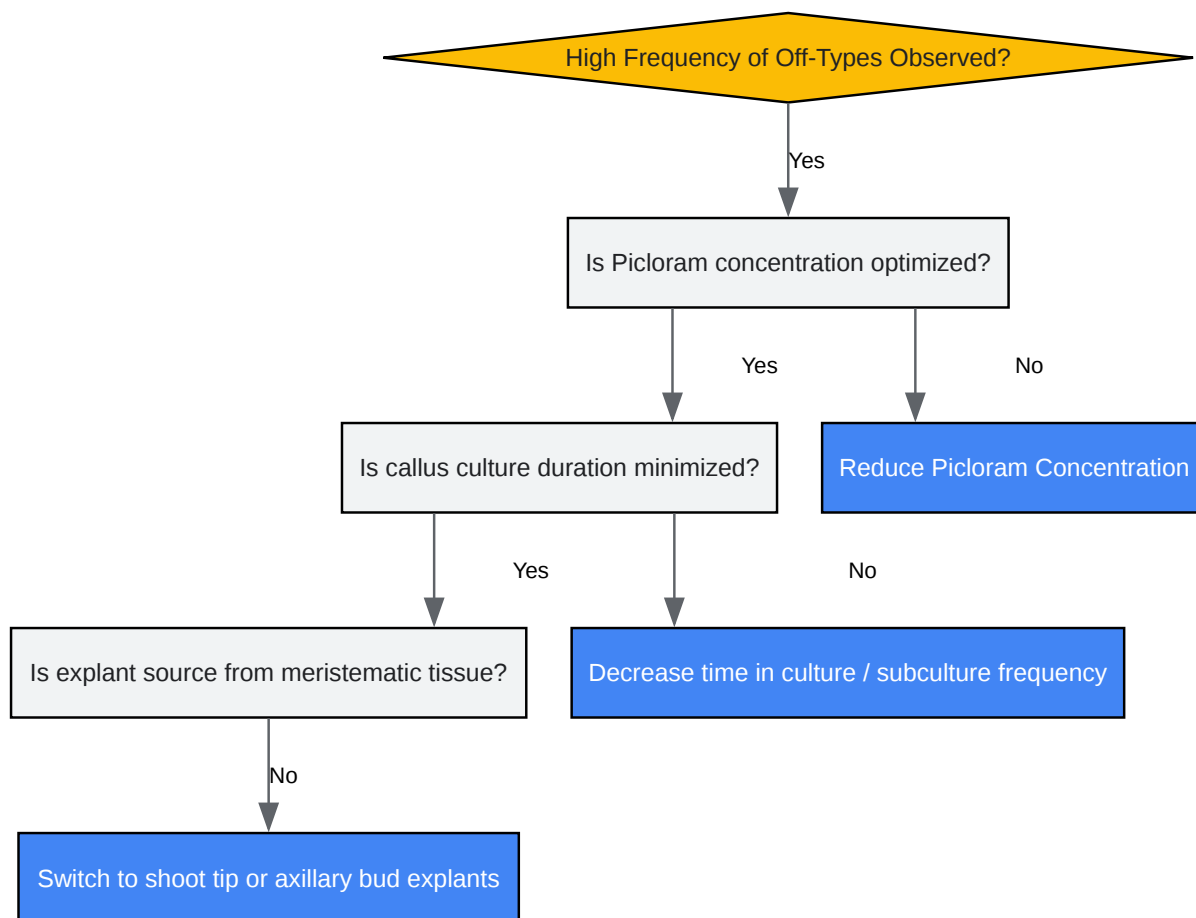 High Frequency of Off-Types Observed?
Yes
Is Picloram concentration optimized?
Yes
No
Is callus culture duration minimized?
Reduce Picloram Concentration
Yes
No
Is explant source from meristematic tissue?
Decrease time in culture / subculture frequency
No
Switch to shoot tip or axillary bud explants